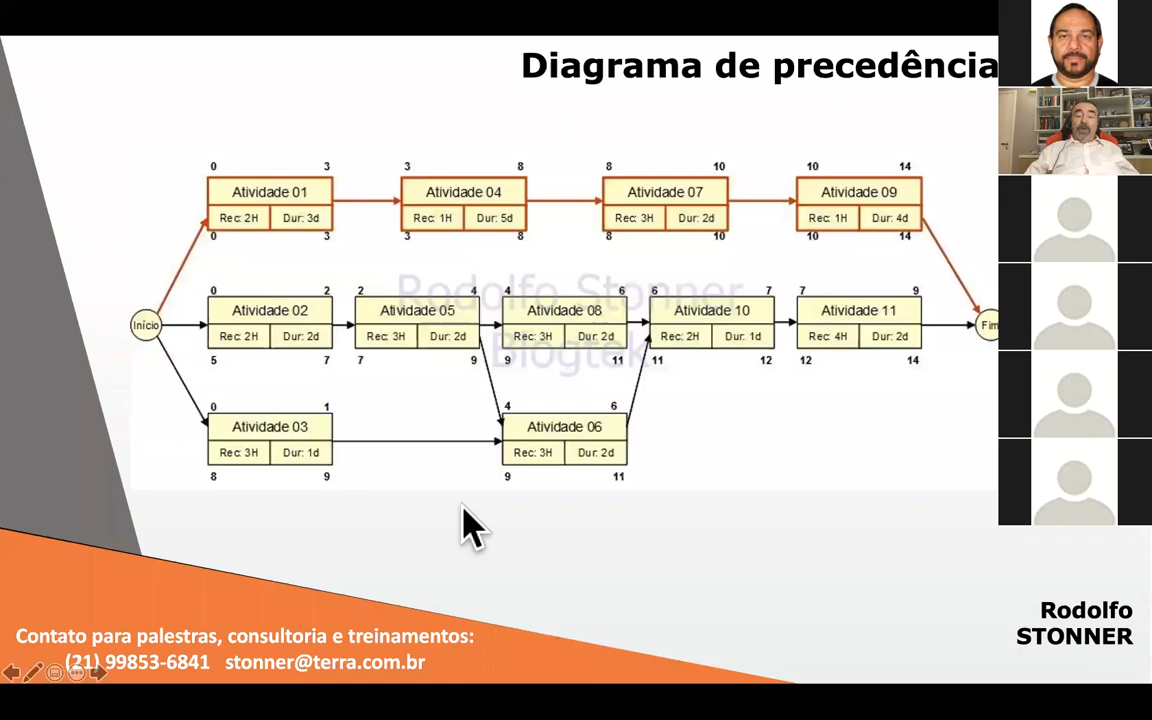 Diagrama de precedência
0 3 3 8 8 10 10 14
Atividade 01 Atividade 04 Atividade 07 Atividade 09
Rec: 2H Dur: 3d Rec: 1H Dur: 5d Rec: 3H Dur: 2d Rec: 1H Dur: 4d
0 3 3 8 8 10 10 14
Rodolfo Stonner
Blogtek
0 2 2 4 4 6 6 7 7 9
Início Atividade 02 Atividade 05 Atividade 08 Atividade 10 Atividade 11 Fim
Rec: 2H Dur: 2d Rec: 3H Dur: 2d Rec: 3H Dur: 2d Rec: 2H Dur: 1d Rec: 4H Dur: 2d
5 7 7 9 9 11 11 12 12 14
0 1 4 6
Atividade 03 Atividade 06
Rec: 3H Dur: 1d Rec: 3H Dur: 2d
8 9 9 11
Rodolfo
STONNER
Contato para palestras, consultoria e treinamentos:
(21) 99853-6841 stonner@terra.com.br